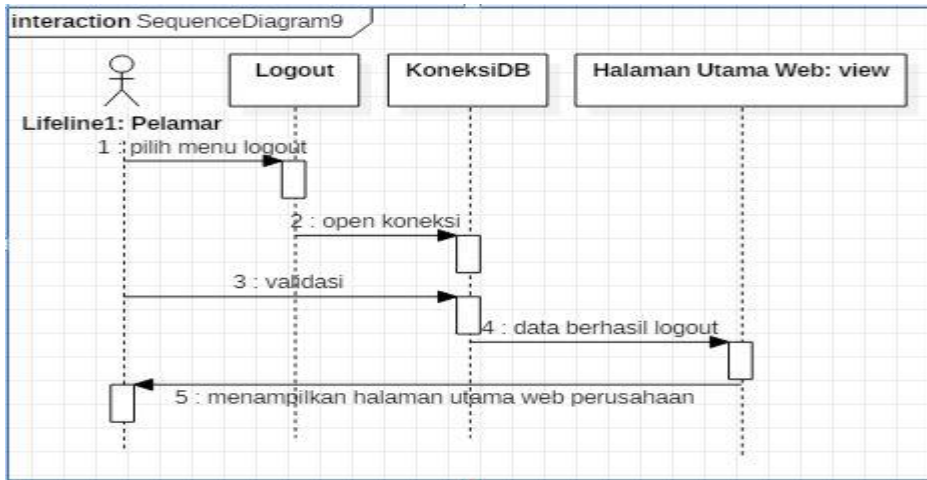 interaction SequenceDiagram9
Logout
KoneksiDB
Halaman Utama Web: view
Lifeline1: Pelamar
1 : pilih menu logout
2 : open koneksi
3 : validasi
4 : data berhasil logout
5 : menampilkan halaman utama web perusahaan